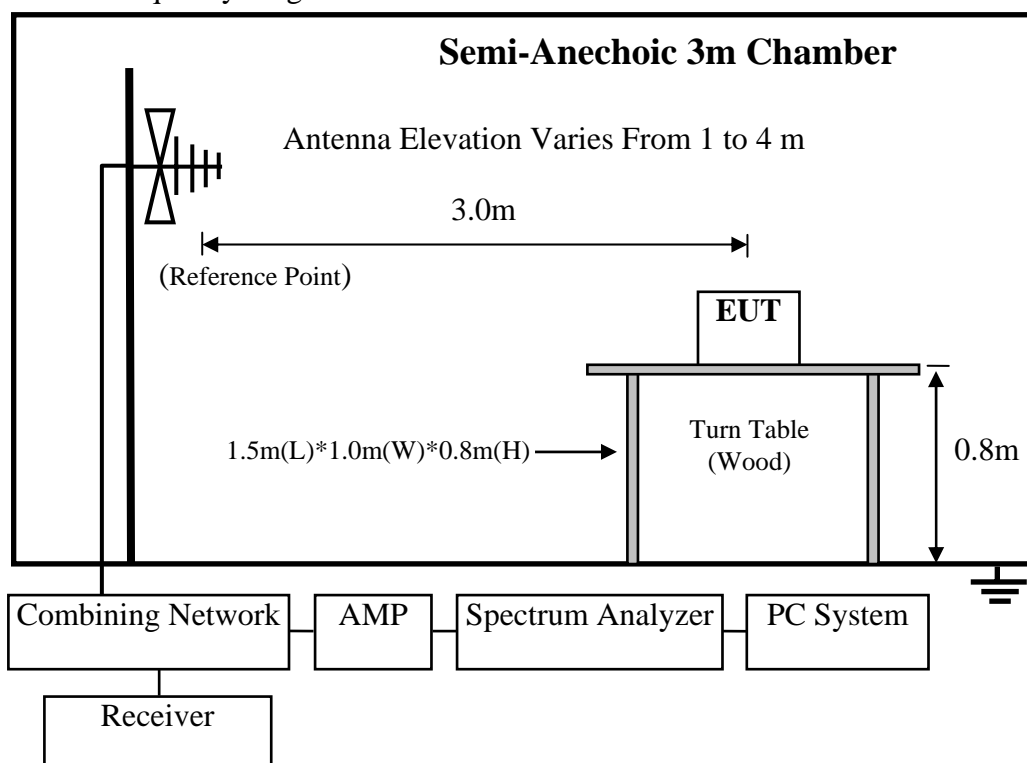 Semi-Anechoic 3m Chamber
Antenna Elevation Varies From 1 to 4 m
3.0m
(Reference Point)
EUT
1.5m(L)*1.0m(W)*0.8m(H)
Turn Table
(Wood)
0.8m
Combining Network
AMP
Spectrum Analyzer
PC System
Receiver